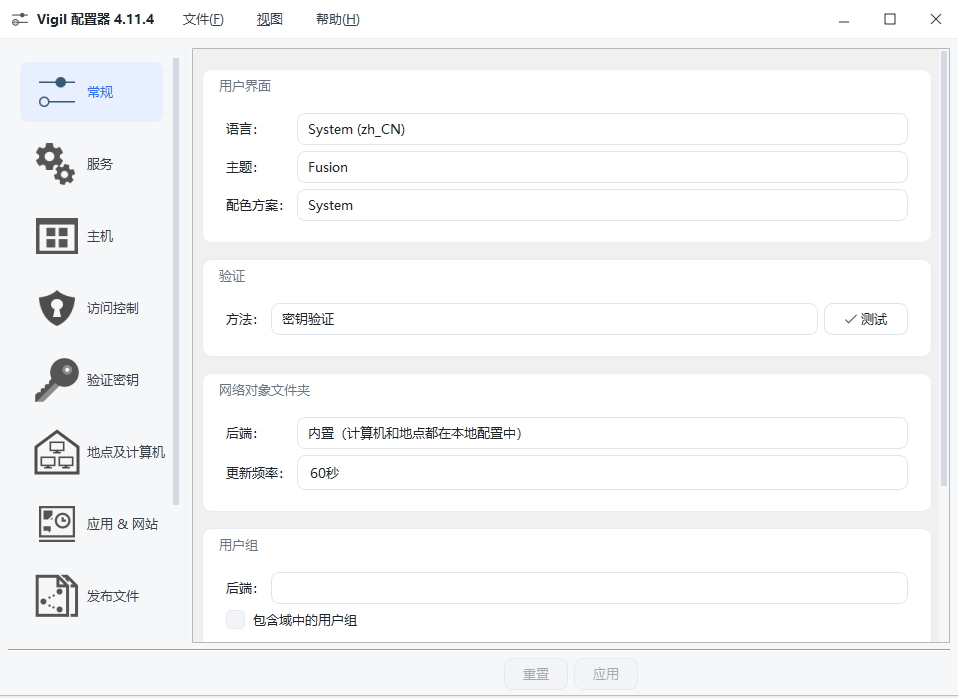 Vigil 配置器 4.11.4 文件(F) 视图 帮助(H)
常规
服务
主机
访问控制
验证密钥
地点及计算机
应用 & 网站
发布文件
用户界面
语言： System (zh_CN)
主题： Fusion
配色方案： System
验证
方法： 密钥验证 测试
网络对象文件夹
后端： 内置（计算机和地点都在本地配置中）
更新频率： 60秒
用户组
后端：
包含域中的用户组
重置 应用